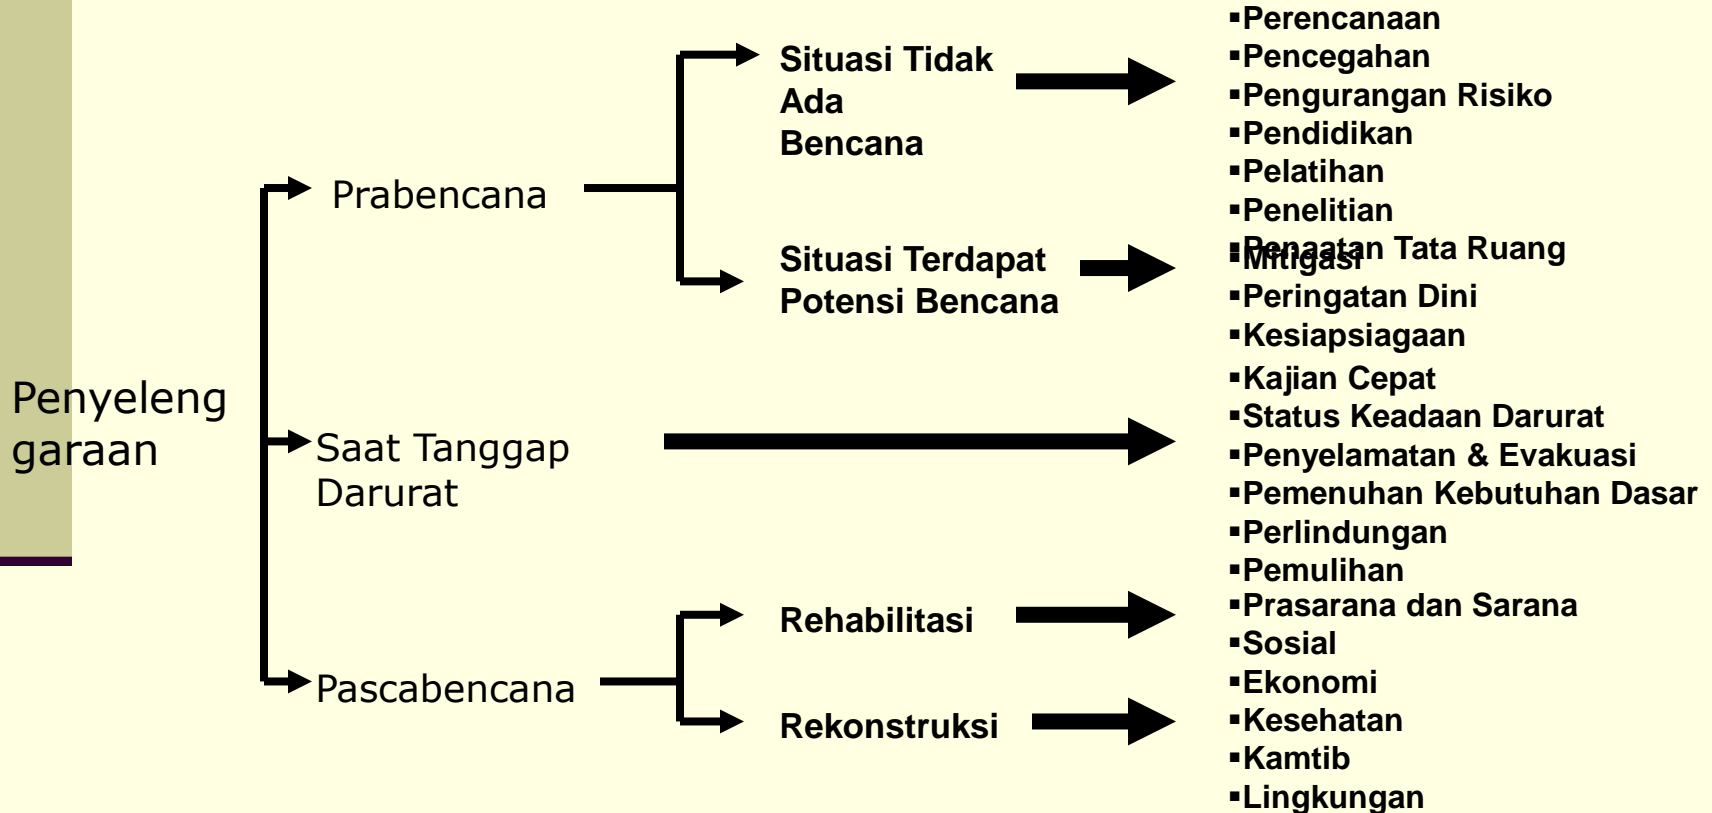 Penyeleng
garaan
Prabencana
Situasi Tidak
Ada
Bencana
▪Perencanaan
▪Pencegahan
▪Pengurangan Risiko
▪Pendidikan
▪Pelatihan
▪Penelitian
▪Penaatan Tata Ruang
Situasi Terdapat
Potensi Bencana
▪Mitigasi
▪Peringatan Dini
▪Kesiapsiagaan
Saat Tanggap
Darurat
▪Kajian Cepat
▪Status Keadaan Darurat
▪Penyelamatan & Evakuasi
▪Pemenuhan Kebutuhan Dasar
▪Perlindungan
▪Pemulihan
Pascabencana
Rehabilitasi
Rekonstruksi
▪Prasarana dan Sarana
▪Sosial
▪Ekonomi
▪Kesehatan
▪Kamtib
▪Lingkungan